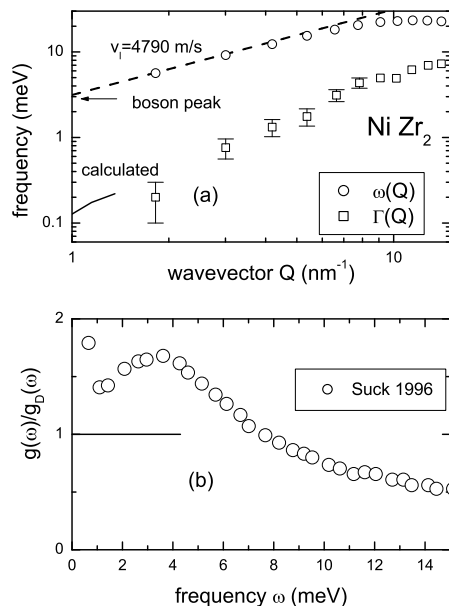 10
1
0.1
frequency (meV)
v_l=4790 m/s
boson peak
calculated
Ni Zr₂
(a)
ω(Q)
Γ(Q)
1
10
wavevector Q (nm⁻¹)
2
1
0
g(ω)/g_D(ω)
Suck 1996
(b)
0
2
4
6
8
10
12
14
frequency ω (meV)